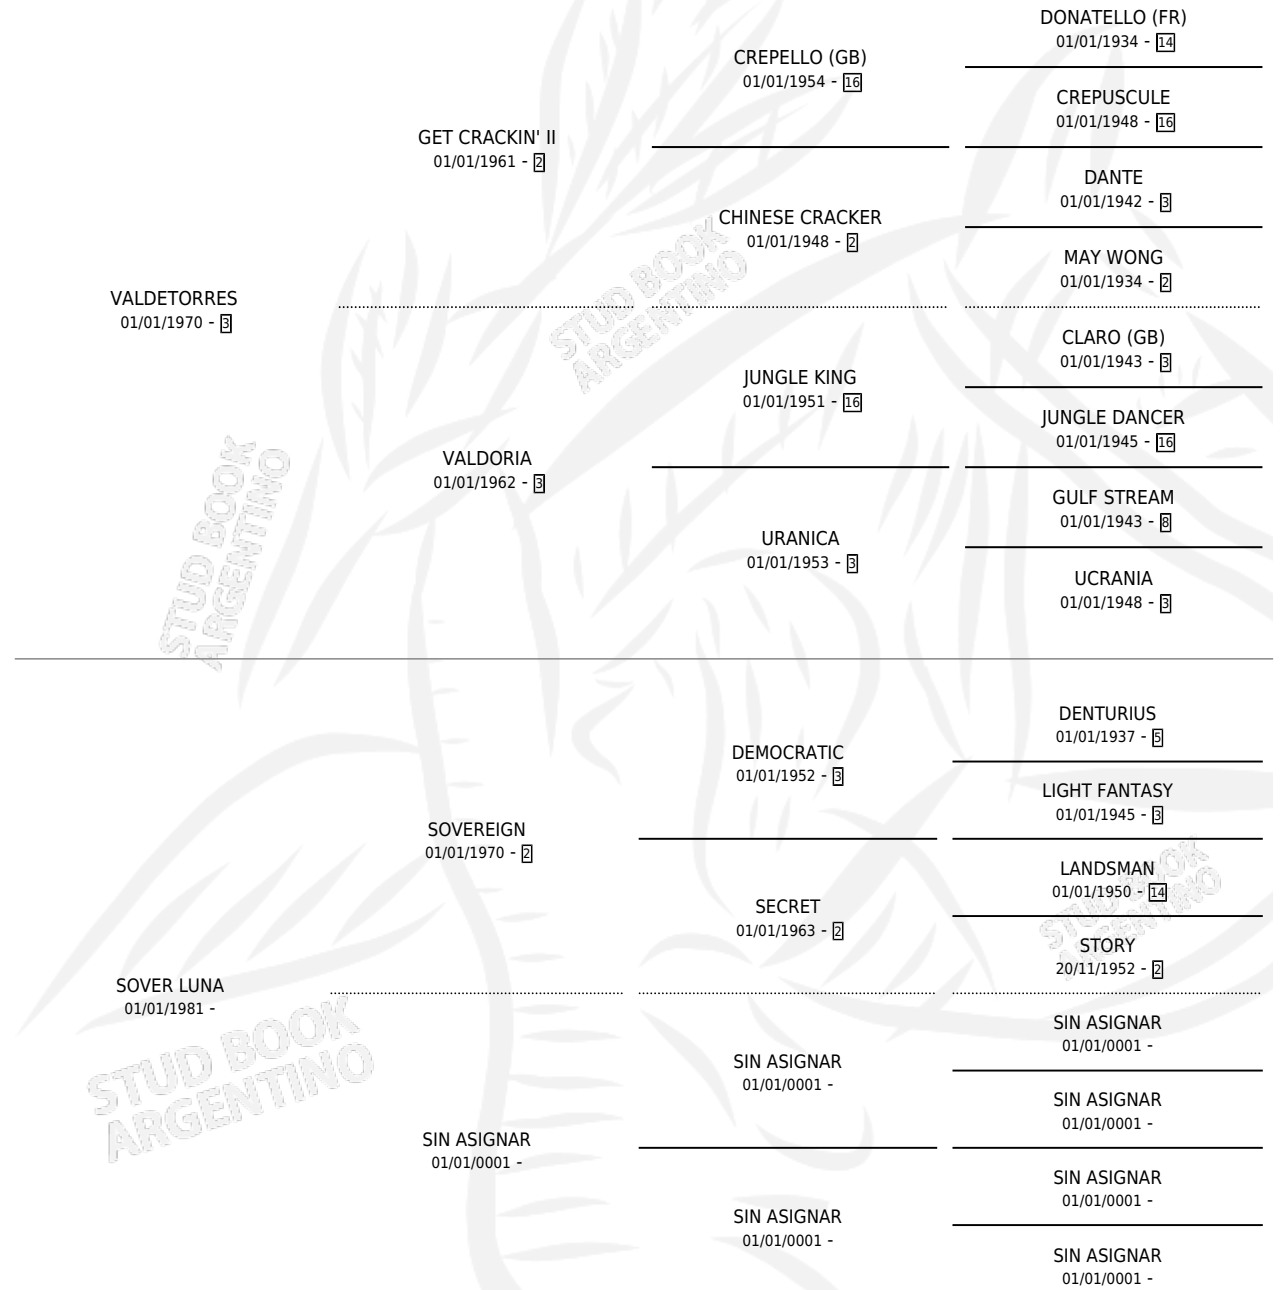 DONATELLO (FR)
01/01/1934 - 14
CREPELLO (GB)
01/01/1954 - 16
CREPUSCULE
01/01/1948 - 16
GET CRACKIN' II
01/01/1961 - 2
DANTE
01/01/1942 - 3
CHINESE CRACKER
01/01/1948 - 2
MAY WONG
01/01/1934 - 2
VALDETORRES
01/01/1970 - 3
CLARO (GB)
01/01/1943 - 3
JUNGLE KING
01/01/1951 - 16
JUNGLE DANCER
01/01/1945 - 16
VALDORIA
01/01/1962 - 3
GULF STREAM
01/01/1943 - 8
URANICA
01/01/1953 - 3
UCRANIA
01/01/1948 - 3
DENTURIUS
01/01/1937 - 5
DEMOCRATIC
01/01/1952 - 3
LIGHT FANTASY
01/01/1945 - 3
SOVEREIGN
01/01/1970 - 2
LANDSMAN
01/01/1950 - 14
SECRET
01/01/1963 - 2
STORY
20/11/1952 - 2
SOVER LUNA
01/01/1981 -
SIN ASIGNAR
01/01/0001 -
SIN ASIGNAR
01/01/0001 -
SIN ASIGNAR
01/01/0001 -
SIN ASIGNAR
01/01/0001 -
SIN ASIGNAR
01/01/0001 -
SIN ASIGNAR
01/01/0001 -
SIN ASIGNAR
01/01/0001 -
STUD BOOK
ARGENTINO
STUD BOOK
ARGENTINO
STUD BOOK
ARGENTINO
STUD BOOK
ARGENTINO